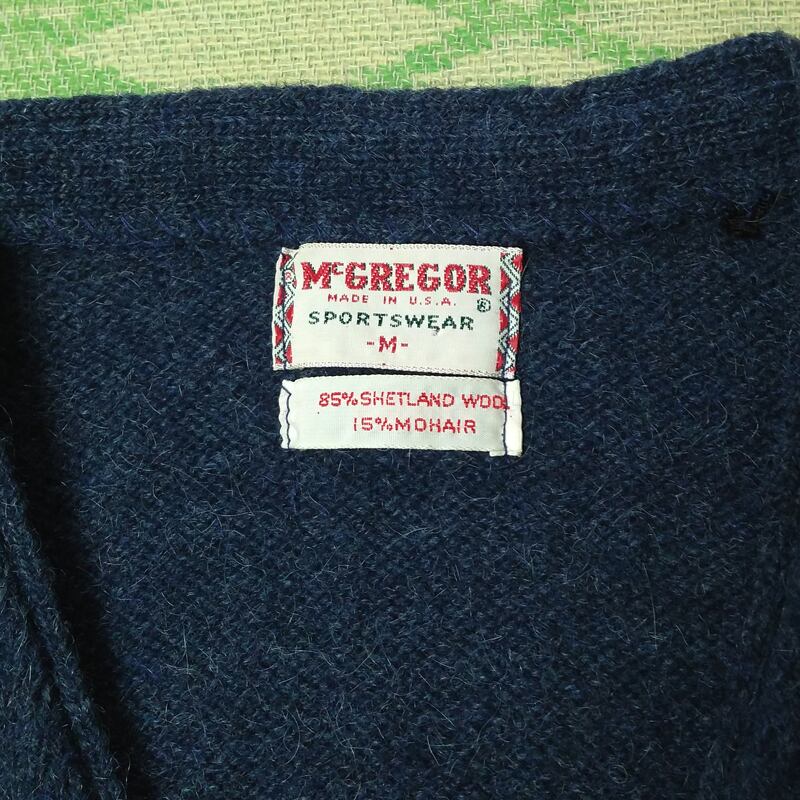 McGREGOR
MADE IN U.S.A. ®
SPORTSWEAR
-M-
85% SHETLAND WOOL
15% MOHAIR